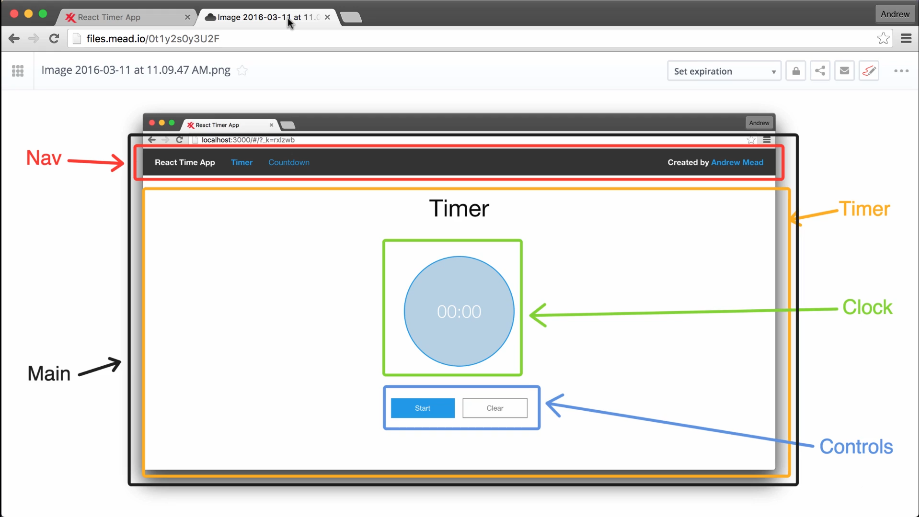 React Timer App
Image 2016-03-11 at 11.0
Andrew
files.mead.io/0t1y2s0y3U2F
Image 2016-03-11 at 11.09.47 AM.png
Set expiration
React Timer App
Andrew
localhost:3000/#/?_k=rxlzwb
Nav
React Time App
Timer
Countdown
Created by Andrew Mead
Timer
Timer
00:00
Clock
Main
Start
Clear
Controls